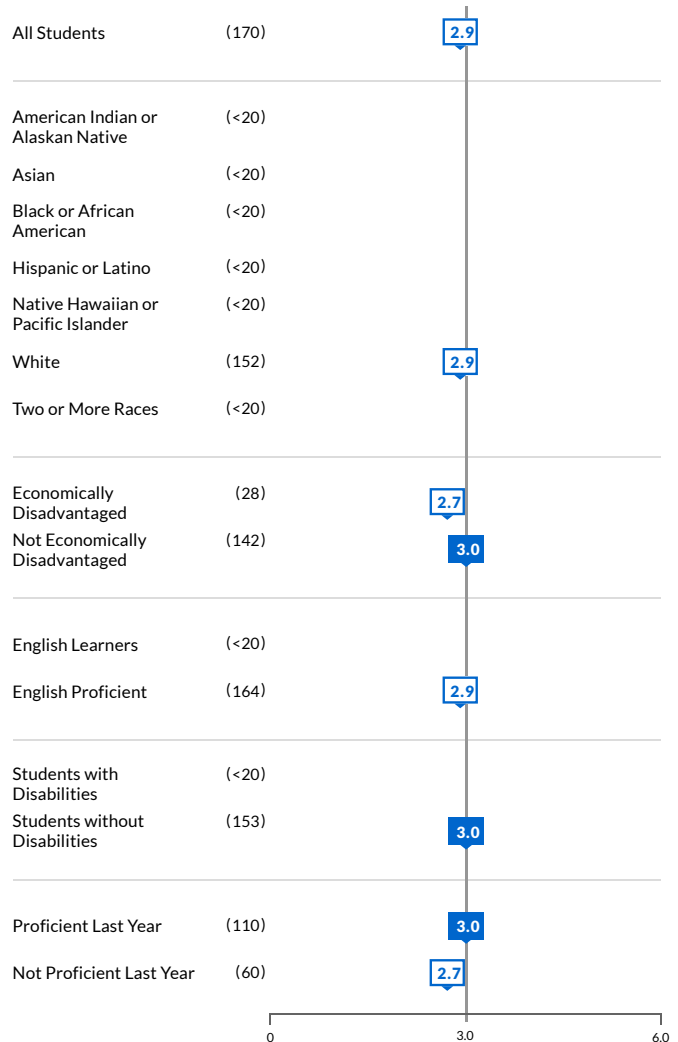 All Students (170) 2.9
American Indian or (<20)
Alaskan Native
Asian (<20)
Black or African (<20)
American
Hispanic or Latino (<20)
Native Hawaiian or (<20)
Pacific Islander
White (152) 2.9
Two or More Races (<20)
Economically (28) 2.7
Disadvantaged
Not Economically (142) 3.0
Disadvantaged
English Learners (<20)
English Proficient (164) 2.9
Students with (<20)
Disabilities
Students without (153) 3.0
Disabilities
Proficient Last Year (110) 3.0
Not Proficient Last Year (60) 2.7
0 3.0 6.0